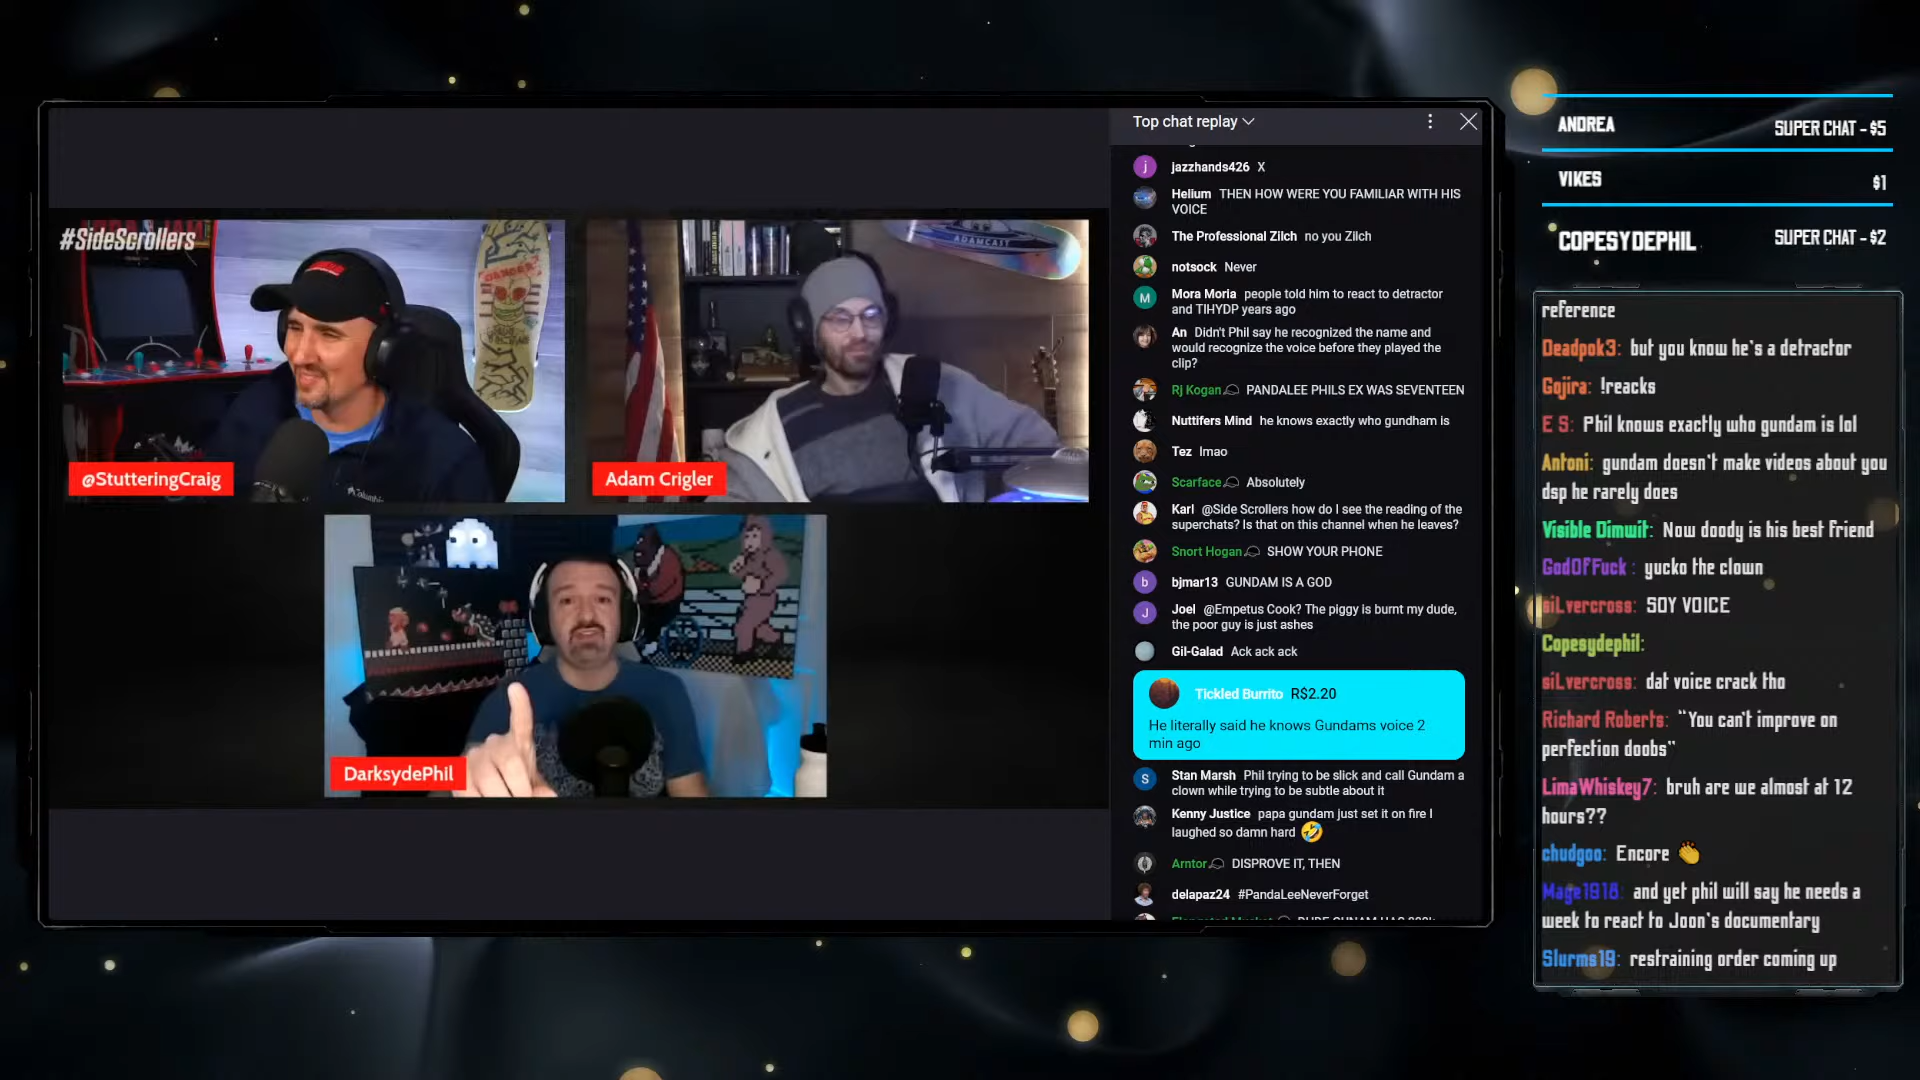 #SideScrollers
ADAMCAST
@StutteringCraig
Adam Crigler
DarksydePhil
Top chat replay
jazzhands426 X
Helium THEN HOW WERE YOU FAMILIAR WITH HIS
VOICE
The Professional Zilch no you Zilch
notsock Never
Mora Moria people told him to react to detractor
and TIHYDP years ago
An Didn't Phil say he recognized the name and
would recognize the voice before they played the
clip?
Rj Kogan PANDALEE PHILS EX WAS SEVENTEEN
Nuttifers Mind he knows exactly who gundham is
Tez lmao
Scarface Absolutely
Karl @Side Scrollers how do I see the reading of the
superchats? Is that on this channel when he leaves?
Snort Hogan SHOW YOUR PHONE
bjmar13 GUNDAM IS A GOD
Joel @Empetus Cook? The piggy is burnt my dude,
the poor guy is just ashes
Gil-Galad Ack ack ack
Tickled Burrito R$2.20
He literally said he knows Gundams voice 2
min ago
Stan Marsh Phil trying to be slick and call Gundam a
clown while trying to be subtle about it
Kenny Justice papa gundam just set it on fire I
laughed so damn hard 🤣
Arntor DISPROVE IT, THEN
delapaz24 #PandaLeeNeverForget
ANDREA SUPER CHAT - $5
VIKES $1
COPESYDEPHIL SUPER CHAT - $2
reference
Deadpok3: but you know he's a detractor
Gojira: !reacks
E S: Phil knows exactly who gundam is lol
Antoni: gundam doesn't make videos about you
dsp he rarely does
Visible Dimwit: Now doody is his best friend
GodOfFuck : yucko the clown
siLvercross: SOY VOICE
Copesydephil:
siLvercross: dat voice crack tho
Richard Roberts: "You can't improve on
perfection doobs"
LimaWhiskey7: bruh are we almost at 12
hours??
chudgoo: Encore 👏
Mage1918: and yet phil will say he needs a
week to react to Joon's documentary
Slurms19: restraining order coming up